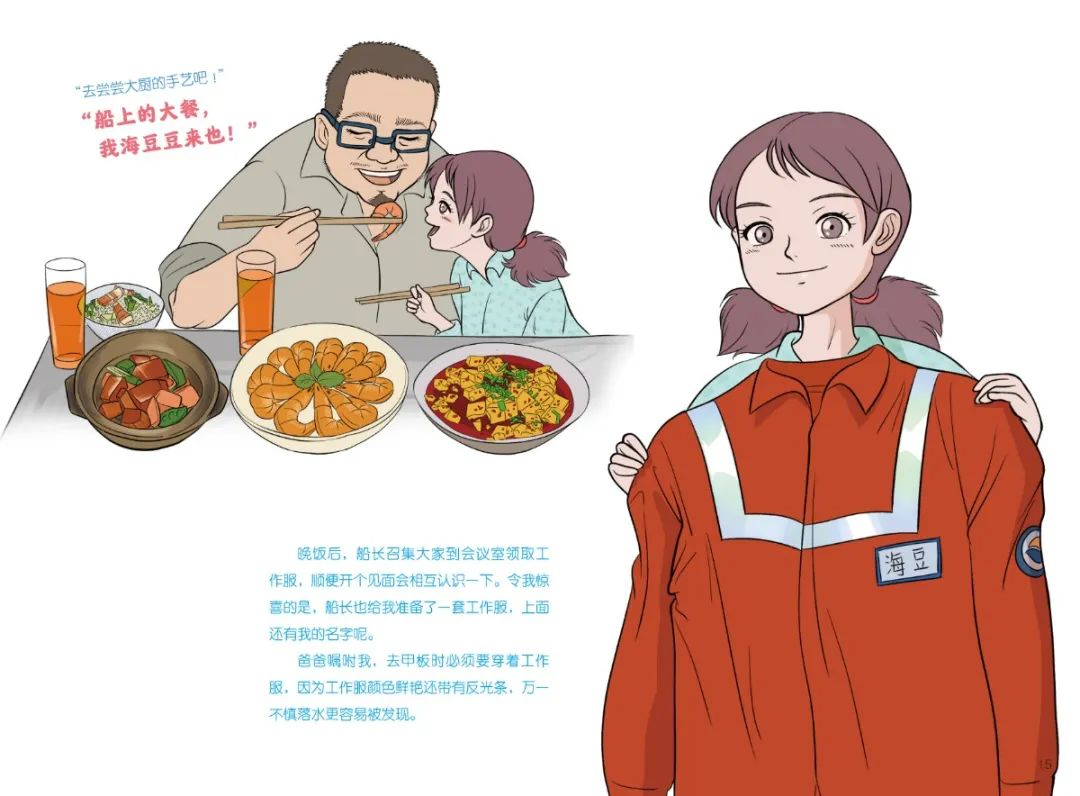 “去尝尝大厨的手艺吧！”
“船上的大餐，
我海豆豆来也！”
海豆
晚饭后，船长召集大家到会议室领取工
作服，顺便开个见面会相互认识一下。令我惊
喜的是，船长也给我准备了一套工作服，上面
还有我的名字呢。
爸爸嘱咐我，去甲板时必须要穿着工作
服，因为工作服颜色鲜艳还带有反光条，万一
不慎落水更容易被发现。
15